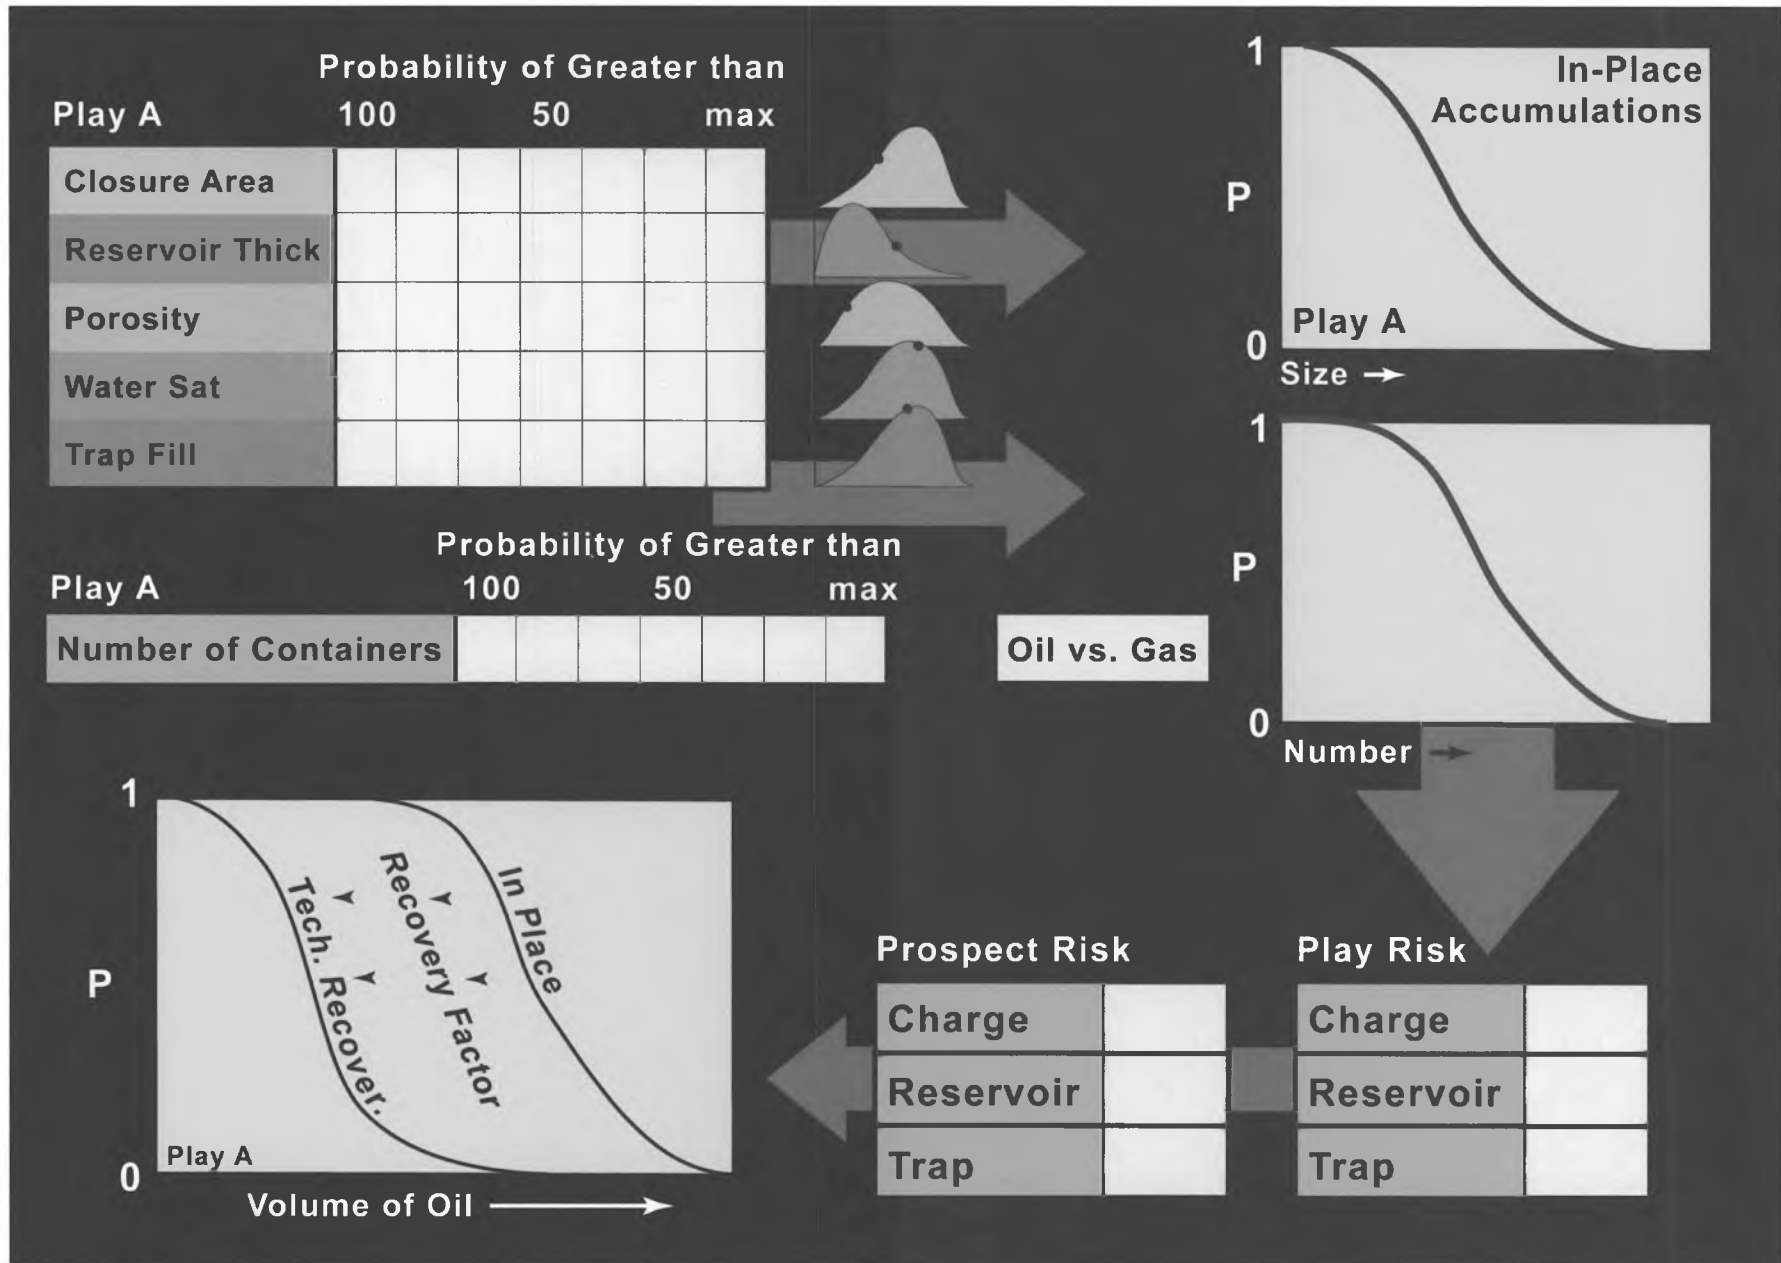 Probability of Greater than
Play A 100 50 max
Closure Area
Reservoir Thick
Porosity
Water Sat
Trap Fill
1
In-Place
Accumulations
P
Play A
0
Size
1
P
0
Number
Probability of Greater than
Play A 100 50 max
Number of Containers
Oil vs. Gas
1
P
0
In Place
Recovery Factor
Tech. Recover.
Play A
Volume of Oil
Prospect Risk
Charge
Reservoir
Trap
Play Risk
Charge
Reservoir
Trap